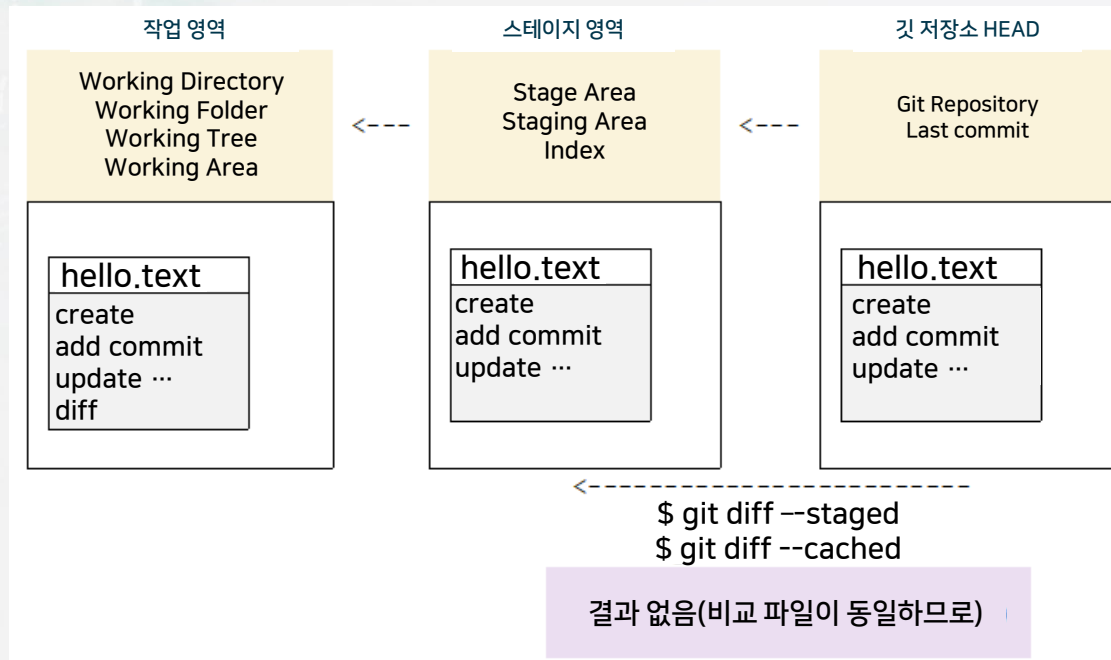 작업 영역
스테이지 영역
깃 저장소 HEAD
Working Directory
Working Folder
Working Tree
Working Area
<---
Stage Area
Staging Area
Index
<---
Git Repository
Last commit
hello.text
create
add commit
update ···
diff
hello.text
create
add commit
update ···
hello.text
create
add commit
update ···
<--------------------------
$ git diff –-staged
$ git diff --cached
결과 없음(비교 파일이 동일하므로)